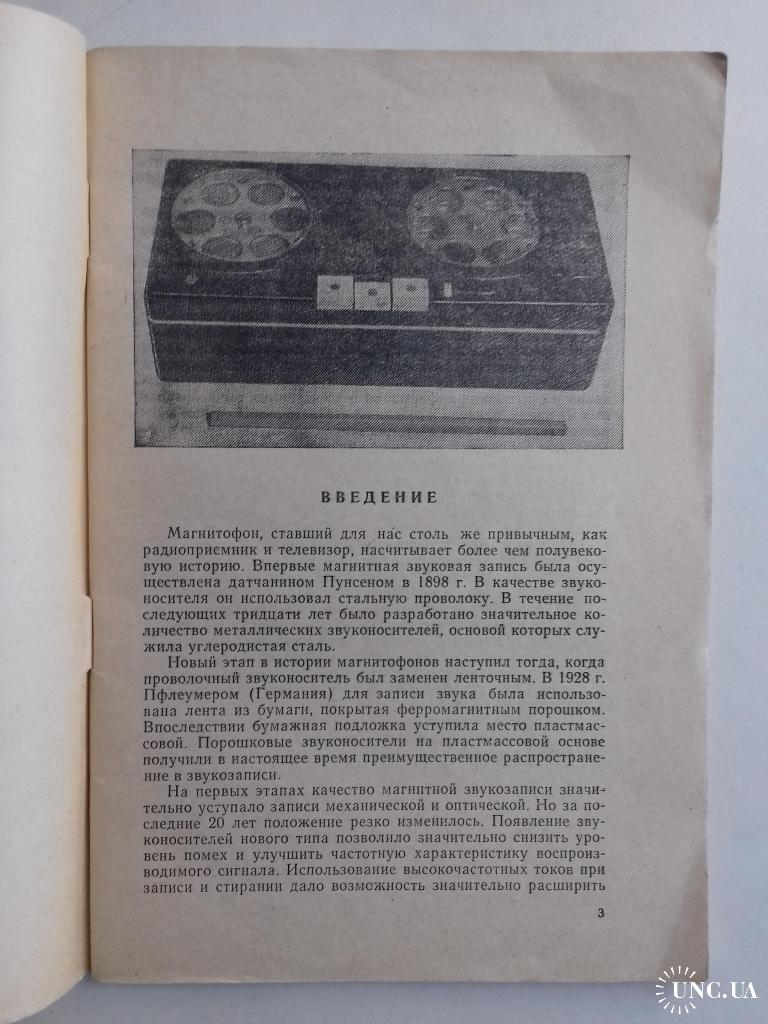 ВВЕДЕНИЕ
Магнитофон, ставший для нас столь же привычным, как
радиоприемник и телевизор, насчитывает более чем полувеко-
вую историю. Впервые магнитная звуковая запись была осу-
ществлена датчанином Пунсеном в 1898 г. В качестве звуко-
носителя он использовал стальную проволоку. В течение по-
следующих тридцати лет было разработано значительное ко-
личество металлических звуконосителей, основой которых слу-
жила углеродистая сталь.
Новый этап в истории магнитофонов наступил тогда, когда
проволочный звуконоситель был заменен ленточным. В 1928 г.
Пфлеумером (Германия) для записи звука была использо-
вана лента из бумаги, покрытая ферромагнитным порошком.
Впоследствии бумажная подложка уступила место пластмас-
совой. Порошковые звуконосители на пластмассовой основе
получили в настоящее время преимущественное распростране-
ние в звукозаписи.
На первых этапах качество магнитной звукозаписи значи-
тельно уступало записи механической и оптической. Но за по-
следние 20 лет положение резко изменилось. Появление зву-
коносителей нового типа позволило значительно снизить уро-
вень помех и улучшить частотную характеристику воспроиз-
водимого сигнала. Использование высокочастотных токов при
записи и стирании дало возможность значительно расширить
3
UNC.UA